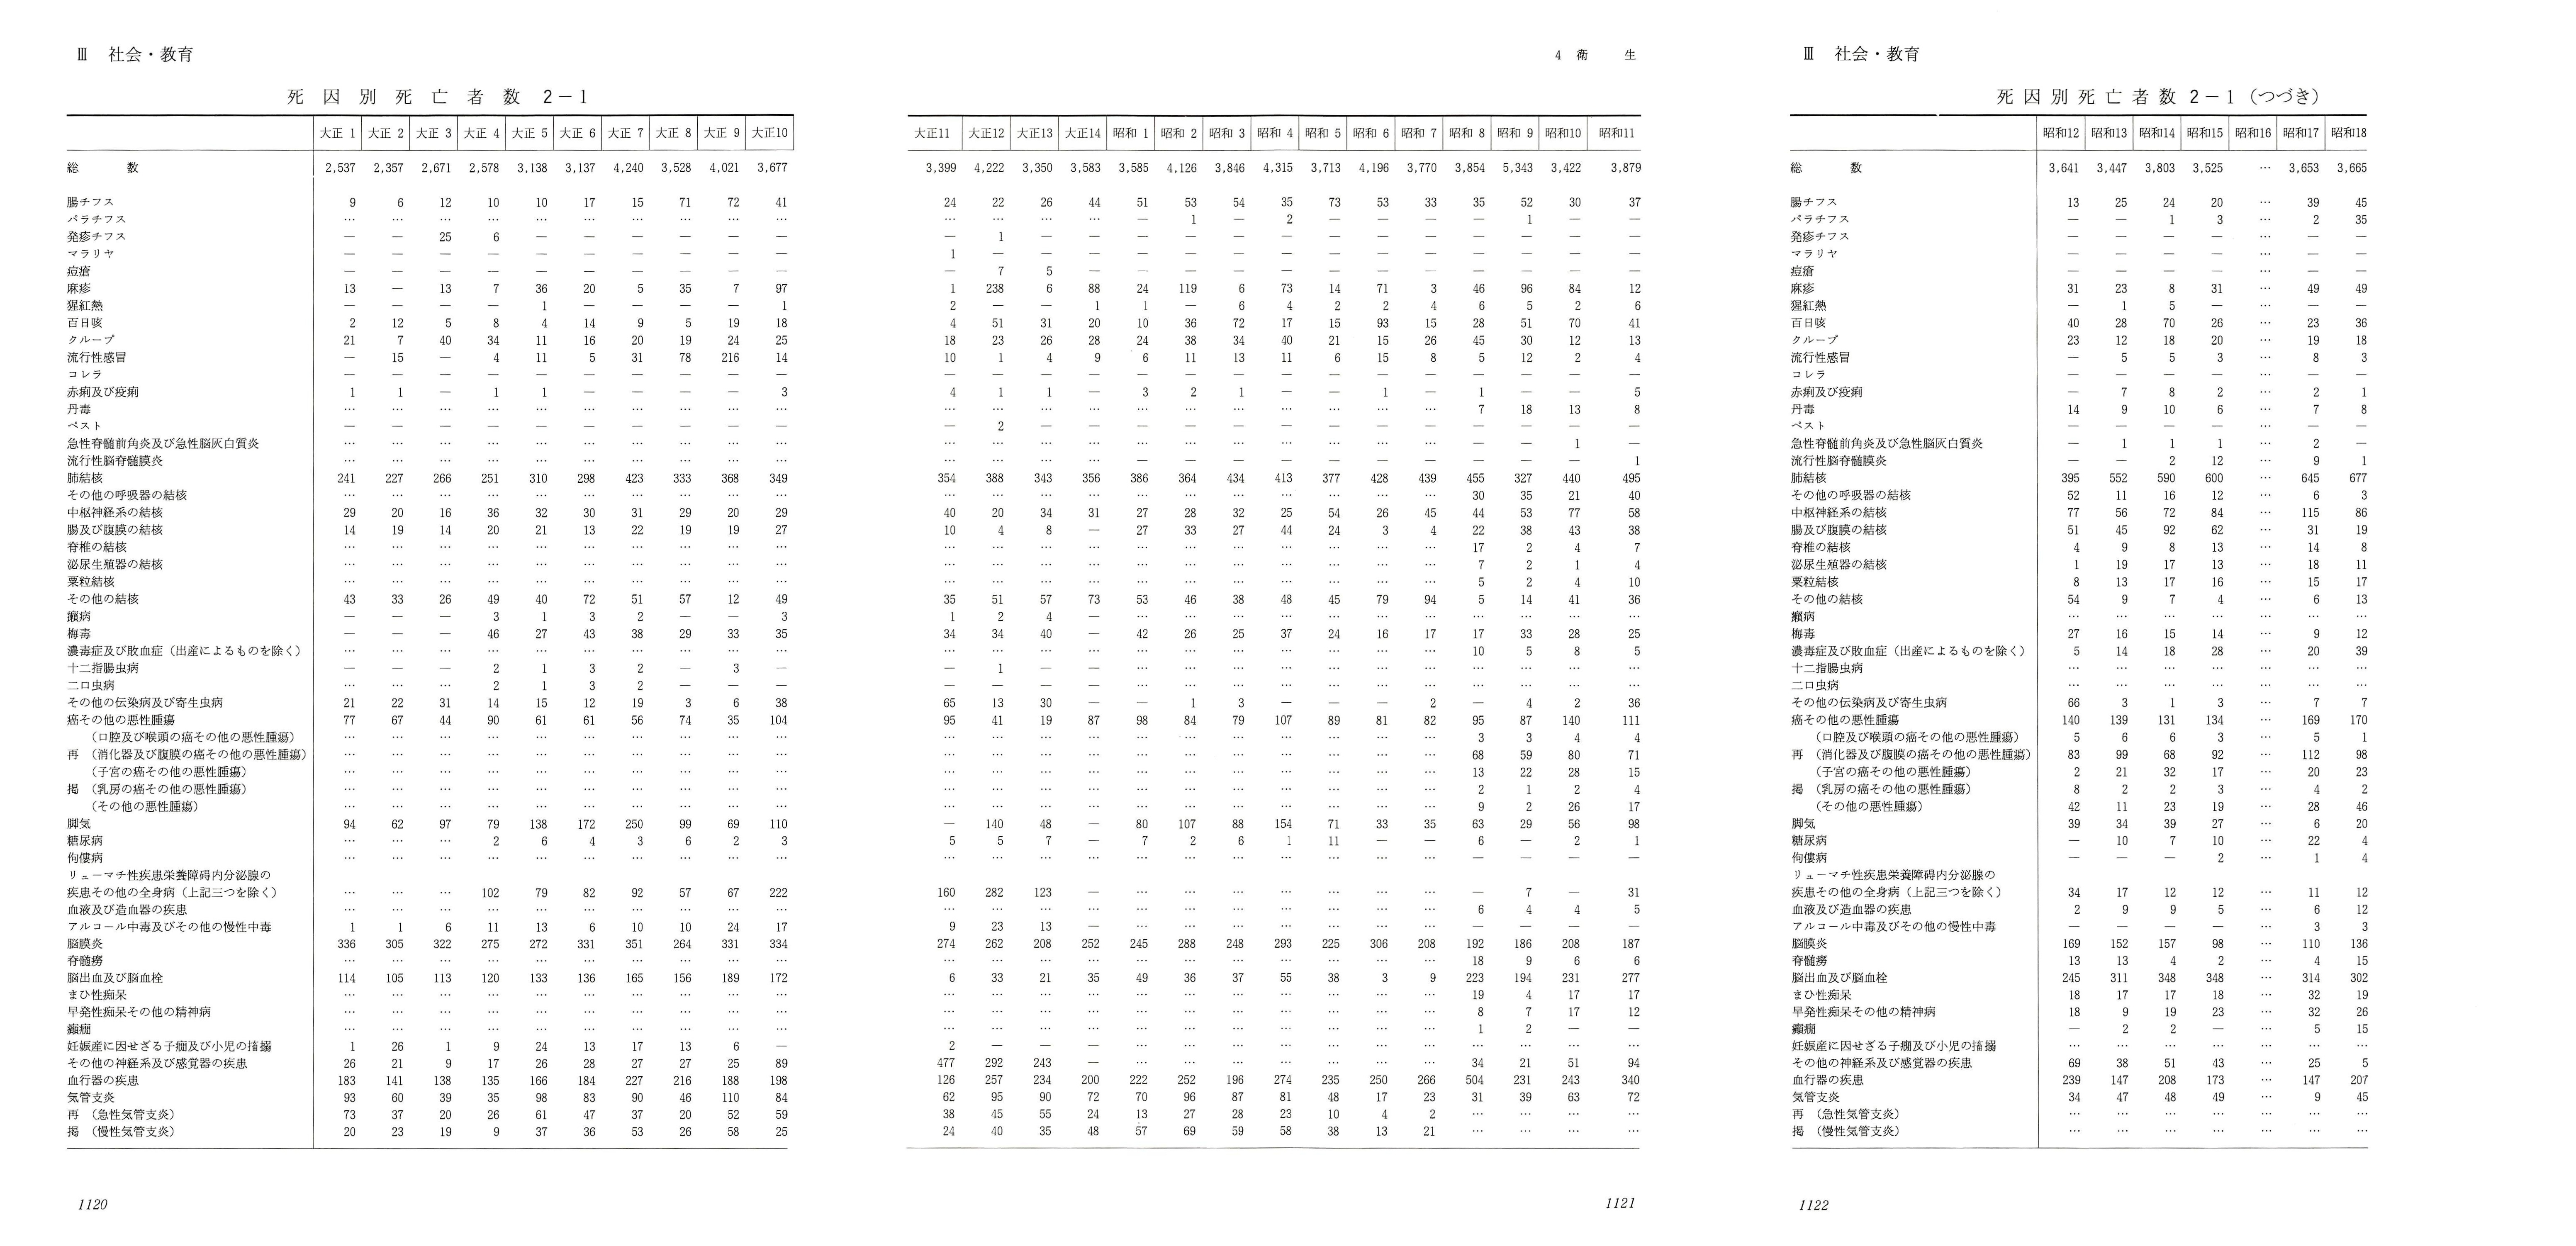 Ⅲ 社会・教育
死因別死亡者数 2－1
大正 1 大正 2 大正 3 大正 4 大正 5 大正 6 大正 7 大正 8 大正 9 大正10
総数 2,537 2,357 2,671 2,578 3,138 3,137 4,240 3,528 4,021 3,677
腸チフス 9 6 12 10 10 17 15 71 72 41
パラチフス … … … … … … … … … …
発疹チフス — — 25 6 — — — — — —
マラリヤ — — — — — — — — — —
痘瘡 — — — — — — — — — —
麻疹 13 — 13 7 36 20 5 35 7 97
猩紅熱 — — — — 1 — — — — 1
百日咳 2 12 5 8 4 14 9 5 19 18
クループ 21 7 40 34 11 16 20 19 24 25
流行性感冒 — 15 — 4 11 5 31 78 216 14
コレラ — — — — — — — — — —
赤痢及び疫痢 1 1 — 1 1 — — — — 3
丹毒 … … … … … … … … … …
ペスト — — — — — — — — — —
急性脊髄前角炎及び急性脳灰白質炎 … … … … … … … … … …
流行性脳脊髄膜炎 … … … … … … … … … …
肺結核 241 227 266 251 310 298 423 333 368 349
その他の呼吸器の結核 … … … … … … … … … …
中枢神経系の結核 29 20 16 36 32 30 31 29 20 29
腸及び腹膜の結核 14 19 14 20 21 13 22 19 19 27
脊椎の結核 … … … … … … … … … …
泌尿生殖器の結核 … … … … … … … … … …
粟粒結核 … … … … … … … … … …
その他の結核 43 33 26 49 40 72 51 57 12 49
癩病 — — — 3 1 3 2 — — 3
梅毒 — — — 46 27 43 38 29 33 35
濃毒症及び敗血症（出産によるものを除く） … … … … … … … … … …
十二指腸虫病 — — — 2 1 3 2 — 3 —
二口虫病 … … … 2 1 3 2 — — —
その他の伝染病及び寄生虫病 21 22 31 14 15 12 19 3 6 38
癌その他の悪性腫瘍 77 67 44 90 61 61 56 74 35 104
（口腔及び喉頭の癌その他の悪性腫瘍） … … … … … … … … … …
再 （消化器及び腹膜の癌その他の悪性腫瘍） … … … … … … … … … …
（子宮の癌その他の悪性腫瘍） … … … … … … … … … …
掲 （乳房の癌その他の悪性腫瘍） … … … … … … … … … …
（その他の悪性腫瘍） … … … … … … … … … …
脚気 94 62 97 79 138 172 250 99 69 110
糖尿病 … … … 2 6 4 3 6 2 3
佝僂病 … … … … … … … … … …
リューマチ性疾患栄養障碍内分泌腺の
疾患その他の全身病（上記三つを除く） … … … 102 79 82 92 57 67 222
血液及び造血器の疾患 … … … … … … … … … …
アルコール中毒及びその他の慢性中毒 1 1 6 11 13 6 10 10 24 17
脳膜炎 336 305 322 275 272 331 351 264 331 334
脊髄癆 … … … … … … … … … …
脳出血及び脳血栓 114 105 113 120 133 136 165 156 189 172
まひ性痴呆 … … … … … … … … … …
早発性痴呆その他の精神病 … … … … … … … … … …
癲癇 … … … … … … … … … …
妊娠産に因せざる子癇及び小児の搐搦 1 26 1 9 24 13 17 13 6 —
その他の神経系及び感覚器の疾患 26 21 9 17 26 28 27 27 25 89
血行器の疾患 183 141 138 135 166 184 227 216 188 198
気管支炎 93 60 39 35 98 83 90 46 110 84
再 （急性気管支炎） 73 37 20 26 61 47 37 20 52 59
掲 （慢性気管支炎） 20 23 19 9 37 36 53 26 58 25
1120
4 衛生
大正11 大正12 大正13 大正14 昭和 1 昭和 2 昭和 3 昭和 4 昭和 5 昭和 6 昭和 7 昭和 8 昭和 9 昭和10 昭和11
3,399 4,222 3,350 3,583 3,585 4,126 3,846 4,315 3,713 4,196 3,770 3,854 5,343 3,422 3,879
24 22 26 44 51 53 54 35 73 53 33 35 52 30 37
… … … … — 1 — 2 — — — — 1 — —
— 1 — — — — — — — — — — — — —
1 — — — — — — — — — — — — — —
— 7 5 — — — — — — — — — — — —
1 238 6 88 24 119 6 73 14 71 3 46 96 84 12
2 — — 1 1 — 6 4 2 2 4 6 5 2 6
4 51 31 20 10 36 72 17 15 93 15 28 51 70 41
18 23 26 28 24 38 34 40 21 15 26 45 30 12 13
10 1 4 9 6 11 13 11 6 15 8 5 12 2 4
— — — — — — — — — — — — — — —
4 1 1 — 3 2 1 — — 1 — 1 — — 5
… … … … … … … … … … … 7 18 13 8
— 2 — — — — — — — — — — — — —
… … … … … … … … … … … — — 1 —
… … … … — — — — — — — — — — 1
354 388 343 356 386 364 434 413 377 428 439 455 327 440 495
… … … … … … … … … … … 30 35 21 40
40 20 34 31 27 28 32 25 54 26 45 44 53 77 58
10 4 8 — 27 33 27 44 24 3 4 22 38 43 38
… … … … … … … … … … … 17 2 4 7
… … … … … … … … … … … 7 2 1 4
… … … … … … … … … … … 5 2 4 10
35 51 57 73 53 46 38 48 45 79 94 5 14 41 36
1 2 4 — … … … … … … … … … … …
34 34 40 — 42 26 25 37 24 16 17 17 33 28 25
… … … … … … … … … … … 10 5 8 5
— 1 — — … … … … … … … … … … …
— — — — … … … … … … … … … … …
65 13 30 — — 1 3 — — — 2 — 4 2 36
95 41 19 87 98 84 79 107 89 81 82 95 87 140 111
… … … … … … … … … … … 3 3 4 4
… … … … … … … … … … … 68 59 80 71
… … … … … … … … … … … 13 22 28 15
… … … … … … … … … … … 2 1 2 4
… … … … … … … … … … … 9 2 26 17
— 140 48 — 80 107 88 154 71 33 35 63 29 56 98
5 5 7 — 7 2 6 1 11 — — 6 — 2 1
… … … … … … … … … … … — — — —
160 282 123 — … … … … … … … — 7 — 31
… … … … … … … … … … … 6 4 4 5
9 23 13 — … … … … … … … — — — —
274 262 208 252 245 288 248 293 225 306 208 192 186 208 187
… … … … … … … … … … … 18 9 6 6
6 33 21 35 49 36 37 55 38 3 9 223 194 231 277
… … … … … … … … … … … 19 4 17 17
… … … … … … … … … … … 8 7 17 12
… … … … … … … … … … … 1 2 — —
2 — — — … … … … … … … … … … …
477 292 243 — … … … … … … … 34 21 51 94
126 257 234 200 222 252 196 274 235 250 266 504 231 243 340
62 95 90 72 70 96 87 81 48 17 23 31 39 63 72
38 45 55 24 13 27 28 23 10 4 2 … … … …
24 40 35 48 57 69 59 58 38 13 21 … … … …
1121
Ⅲ 社会・教育
死因別死亡者数 2－1（つづき）
昭和12 昭和13 昭和14 昭和15 昭和16 昭和17 昭和18
総数 3,641 3,447 3,803 3,525 … 3,653 3,665
腸チフス 13 25 24 20 … 39 45
パラチフス — — 1 3 … 2 35
発疹チフス — — — — … — —
マラリヤ — — — — … — —
痘瘡 — — — — … — —
麻疹 31 23 8 31 … 49 49
猩紅熱 — 1 5 — … — —
百日咳 40 28 70 26 … 23 36
クループ 23 12 18 20 … 19 18
流行性感冒 — 5 5 3 … 8 3
コレラ — — — — … — —
赤痢及び疫痢 — 7 8 2 … 2 1
丹毒 14 9 10 6 … 7 8
ペスト — — — — … — —
急性脊髄前角炎及び急性脳灰白質炎 — 1 1 1 … 2 —
流行性脳脊髄膜炎 — — 2 12 … 9 1
肺結核 395 552 590 600 … 645 677
その他の呼吸器の結核 52 11 16 12 … 6 3
中枢神経系の結核 77 56 72 84 … 115 86
腸及び腹膜の結核 51 45 92 62 … 31 19
脊椎の結核 4 9 8 13 … 14 8
泌尿生殖器の結核 1 19 17 13 … 18 11
粟粒結核 8 13 17 16 … 15 17
その他の結核 54 9 7 4 … 6 13
癩病 … … … … … … …
梅毒 27 16 15 14 … 9 12
濃毒症及び敗血症（出産によるものを除く） 5 14 18 28 … 20 39
十二指腸虫病 … … … … … … …
二口虫病 … … … … … … …
その他の伝染病及び寄生虫病 66 3 1 3 … 7 7
癌その他の悪性腫瘍 140 139 131 134 … 169 170
（口腔及び喉頭の癌その他の悪性腫瘍） 5 6 6 3 … 5 1
再 （消化器及び腹膜の癌その他の悪性腫瘍） 83 99 68 92 … 112 98
（子宮の癌その他の悪性腫瘍） 2 21 32 17 … 20 23
掲 （乳房の癌その他の悪性腫瘍） 8 2 2 3 … 4 2
（その他の悪性腫瘍） 42 11 23 19 … 28 46
脚気 39 34 39 27 … 6 20
糖尿病 — 10 7 10 … 22 4
佝僂病 — — — 2 … 1 4
リューマチ性疾患栄養障碍内分泌腺の
疾患その他の全身病（上記三つを除く） 34 17 12 12 … 11 12
血液及び造血器の疾患 2 9 9 5 … 6 12
アルコール中毒及びその他の慢性中毒 — — — — … 3 3
脳膜炎 169 152 157 98 … 110 136
脊髄癆 13 13 4 2 … 4 15
脳出血及び脳血栓 245 311 348 348 … 314 302
まひ性痴呆 18 17 17 18 … 32 19
早発性痴呆その他の精神病 18 9 19 23 … 32 26
癲癇 — 2 2 — … 5 15
妊娠産に因せざる子癇及び小児の搐搦 … … … … … … …
その他の神経系及び感覚器の疾患 69 38 51 43 … 25 5
血行器の疾患 239 147 208 173 … 147 207
気管支炎 34 47 48 49 … 9 45
再 （急性気管支炎） … … … … … … …
掲 （慢性気管支炎） … … … … … … …
1122